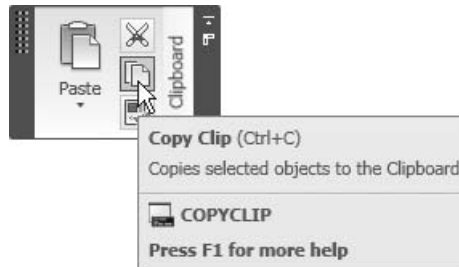 Paste
Clipboard
Copy Clip (Ctrl+C)
Copies selected objects to the Clipboard
COPYCLIP
Press F1 for more help